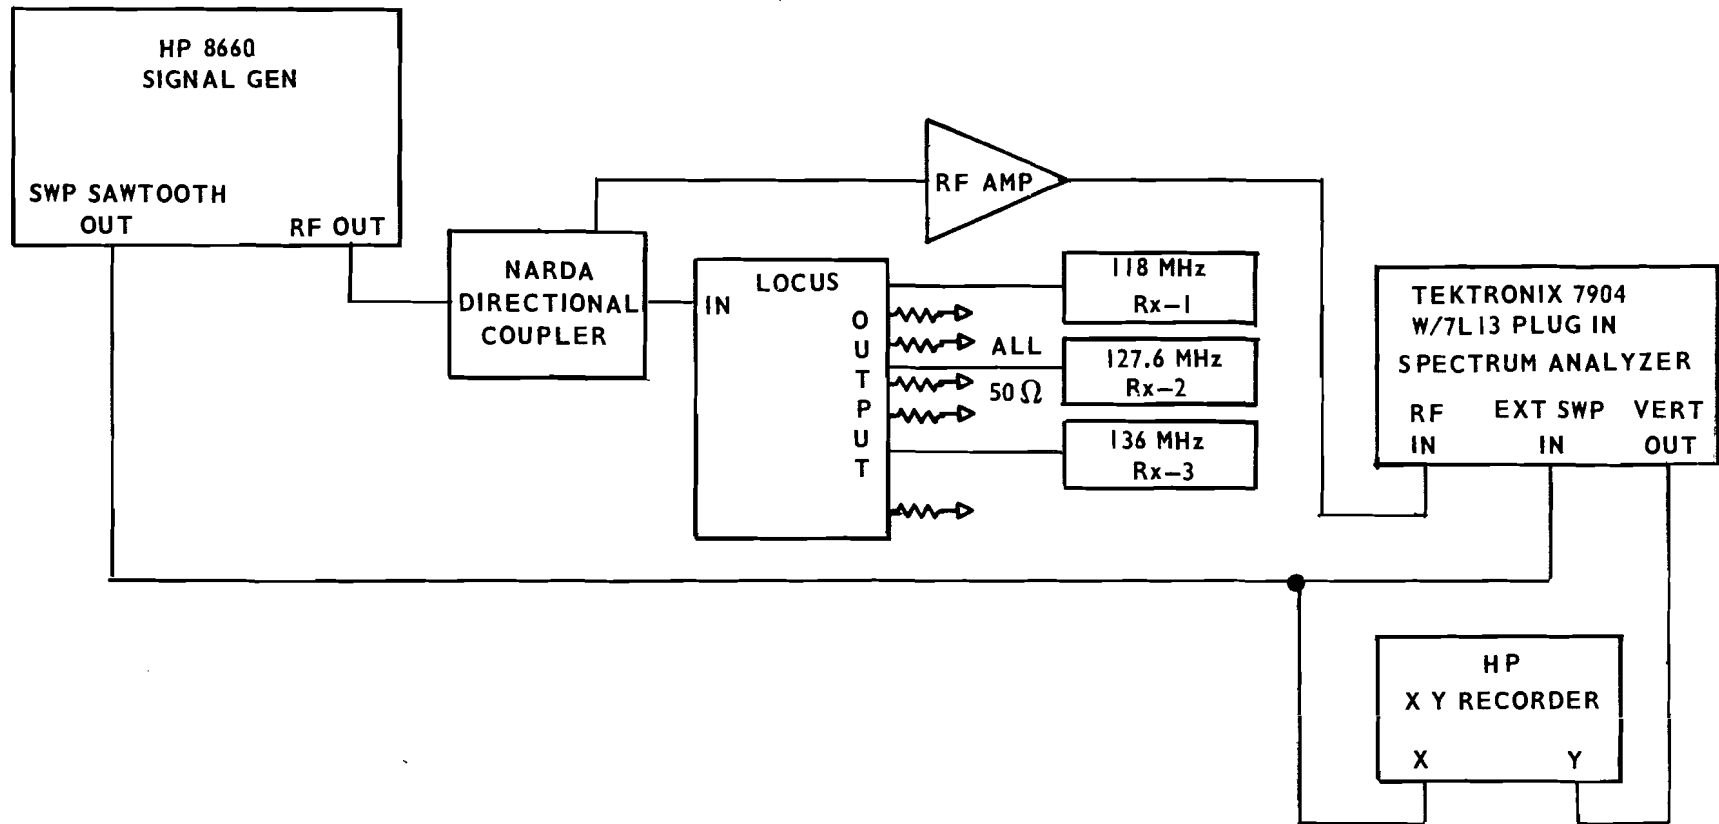 HP 8660
SIGNAL GEN
SWP SAWTOOTH
OUT
RF OUT
NARDA
DIRECTIONAL
COUPLER
RF AMP
LOCUS
IN
OUTPUT
ALL
50 Ω
118 MHz
Rx-1
127.6 MHz
Rx-2
136 MHz
Rx-3
TEKTRONIX 7904
W/7L13 PLUG IN
SPECTRUM ANALYZER
RF
IN
EXT SWP
IN
VERT
OUT
HP
X Y RECORDER
X
Y